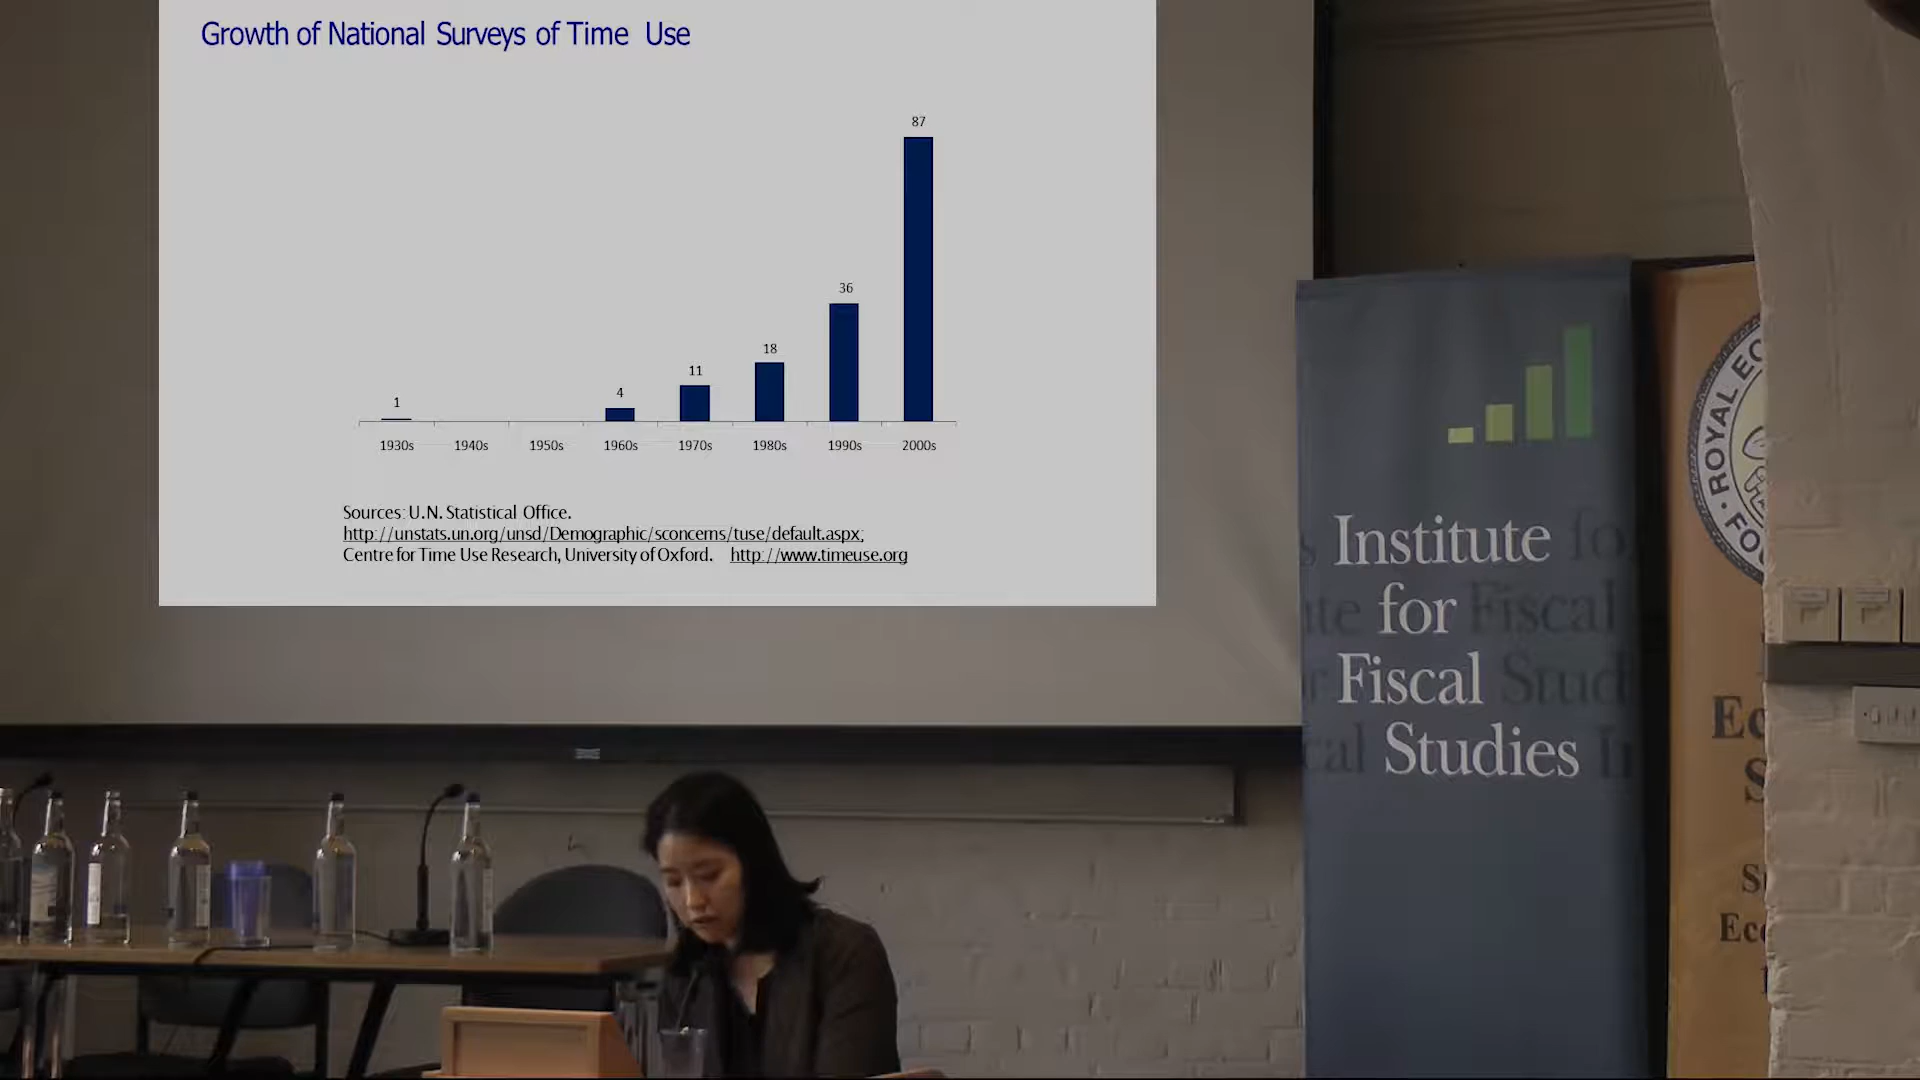 Growth of National Surveys of Time Use
87
36
18
11
4
1
1930s 1940s 1950s 1960s 1970s 1980s 1990s 2000s
Sources: U.N. Statistical Office.
http://unstats.un.org/unsd/Demographic/sconcerns/tuse/default.aspx;
Centre for Time Use Research, University of Oxford. http://www.timeuse.org
Institute
for
Fiscal
Studies
for
Fiscal
ROYAL